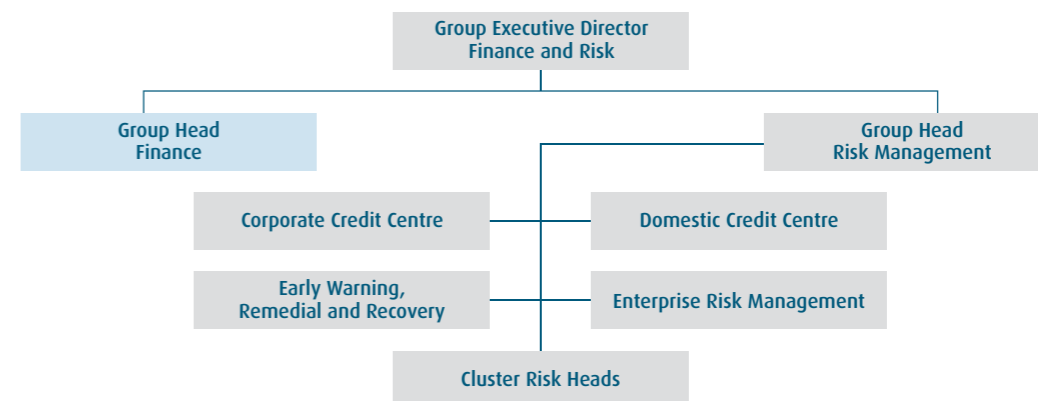 Group Executive Director
Finance and Risk
Group Head
Finance
Group Head
Risk Management
Corporate Credit Centre
Domestic Credit Centre
Early Warning,
Remedial and Recovery
Enterprise Risk Management
Cluster Risk Heads